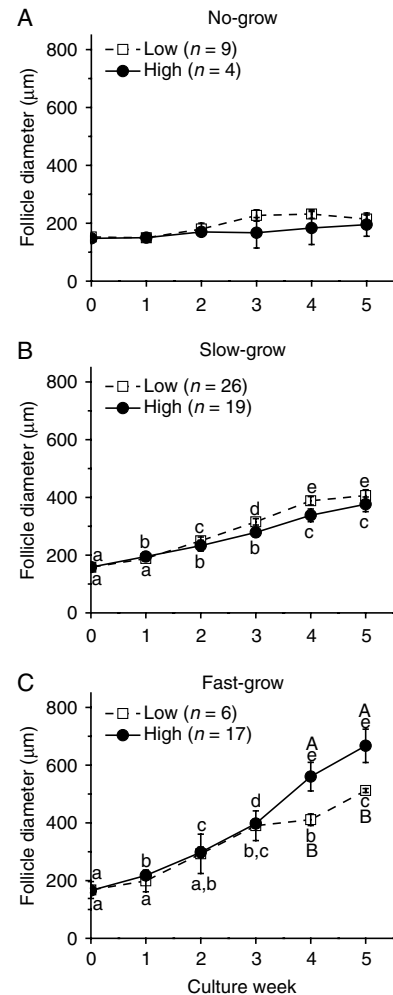 A
No-grow
Low (n = 9)
High (n = 4)
Follicle diameter (µm)
800
600
400
200
0
0 1 2 3 4 5
B
Slow-grow
Low (n = 26)
High (n = 19)
Follicle diameter (µm)
800
600
400
200
0
a b c d e e
a a b b c c
0 1 2 3 4 5
C
Fast-grow
Low (n = 6)
High (n = 17)
Follicle diameter (µm)
800
600
400
200
0
A A
a b c d e e
a a a,b b,c b c
B B
0 1 2 3 4 5
Culture week